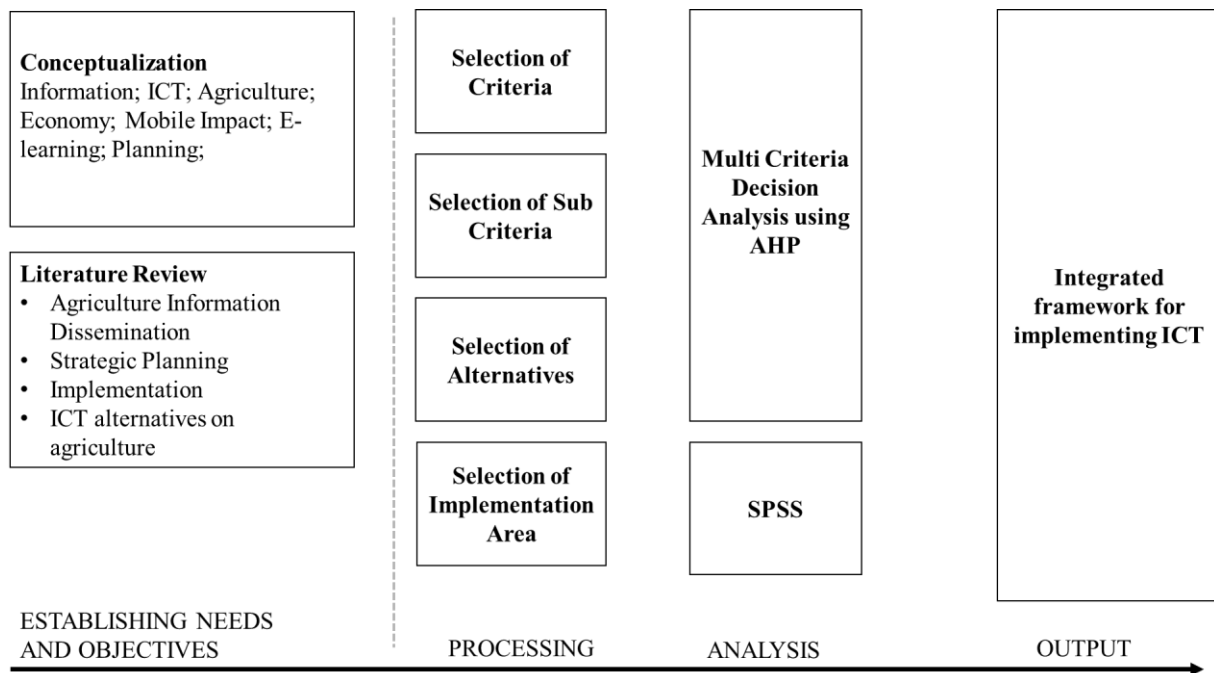 Conceptualization
Information; ICT; Agriculture;
Economy; Mobile Impact; E-
learning; Planning;
Literature Review
• Agriculture Information
Dissemination
• Strategic Planning
• Implementation
• ICT alternatives on
agriculture
Selection of
Criteria
Selection of Sub
Criteria
Selection of
Alternatives
Selection of
Implementation
Area
Multi Criteria
Decision
Analysis using
AHP
SPSS
Integrated
framework for
implementing ICT
ESTABLISHING NEEDS
AND OBJECTIVES
PROCESSING
ANALYSIS
OUTPUT